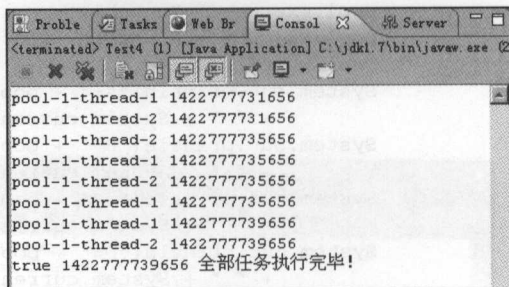 Proble Tasks Web Br Consol Server
<terminated> Test4 (1) [Java Application] C:\jdk1.7\bin\javaw.exe (2
pool-1-thread-1 1422777731656
pool-1-thread-2 1422777731656
pool-1-thread-2 1422777735656
pool-1-thread-1 1422777735656
pool-1-thread-2 1422777735656
pool-1-thread-1 1422777735656
pool-1-thread-1 1422777739656
pool-1-thread-2 1422777739656
true 1422777739656 全部任务执行完毕!